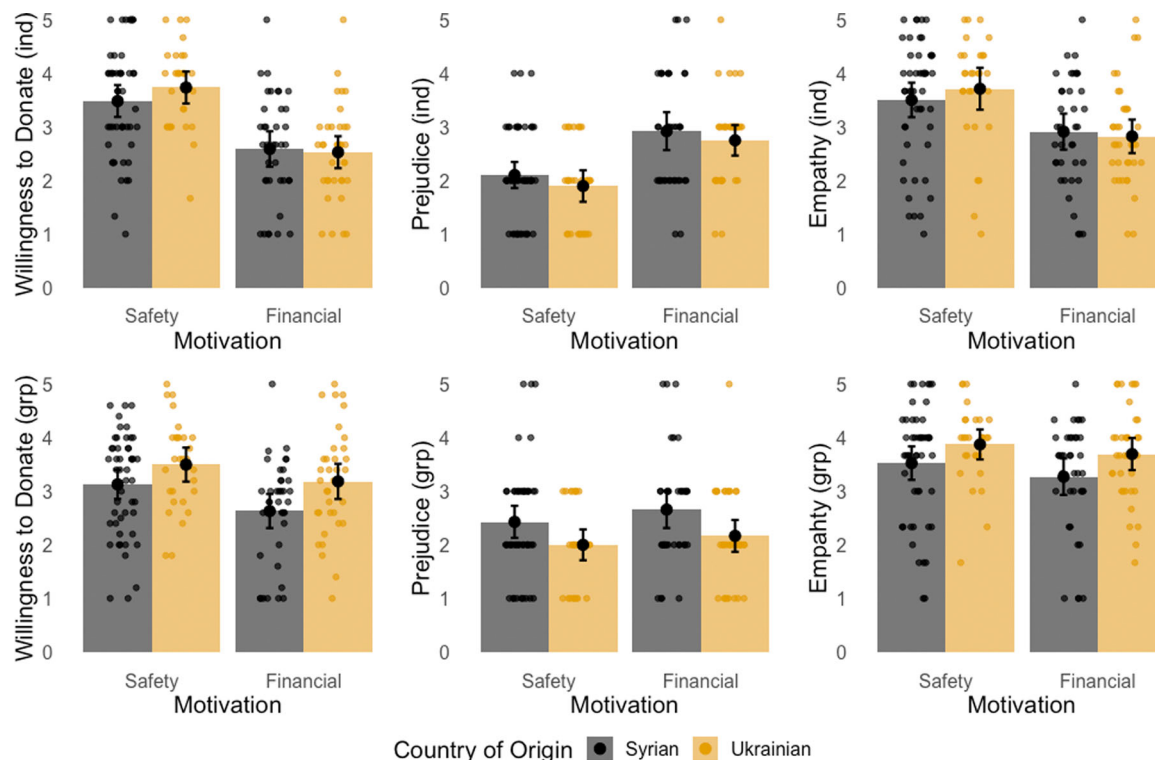 Willingness to Donate (ind)
5
4
3
2
1
0
Safety
Financial
Motivation
Prejudice (ind)
5
4
3
2
1
0
Safety
Financial
Motivation
Empathy (ind)
5
4
3
2
1
0
Safety
Financial
Motivation
Willingness to Donate (grp)
5
4
3
2
1
0
Safety
Financial
Motivation
Prejudice (grp)
5
4
3
2
1
0
Safety
Financial
Motivation
Empahty (grp)
5
4
3
2
1
0
Safety
Financial
Motivation
Country of Origin Syrian Ukrainian